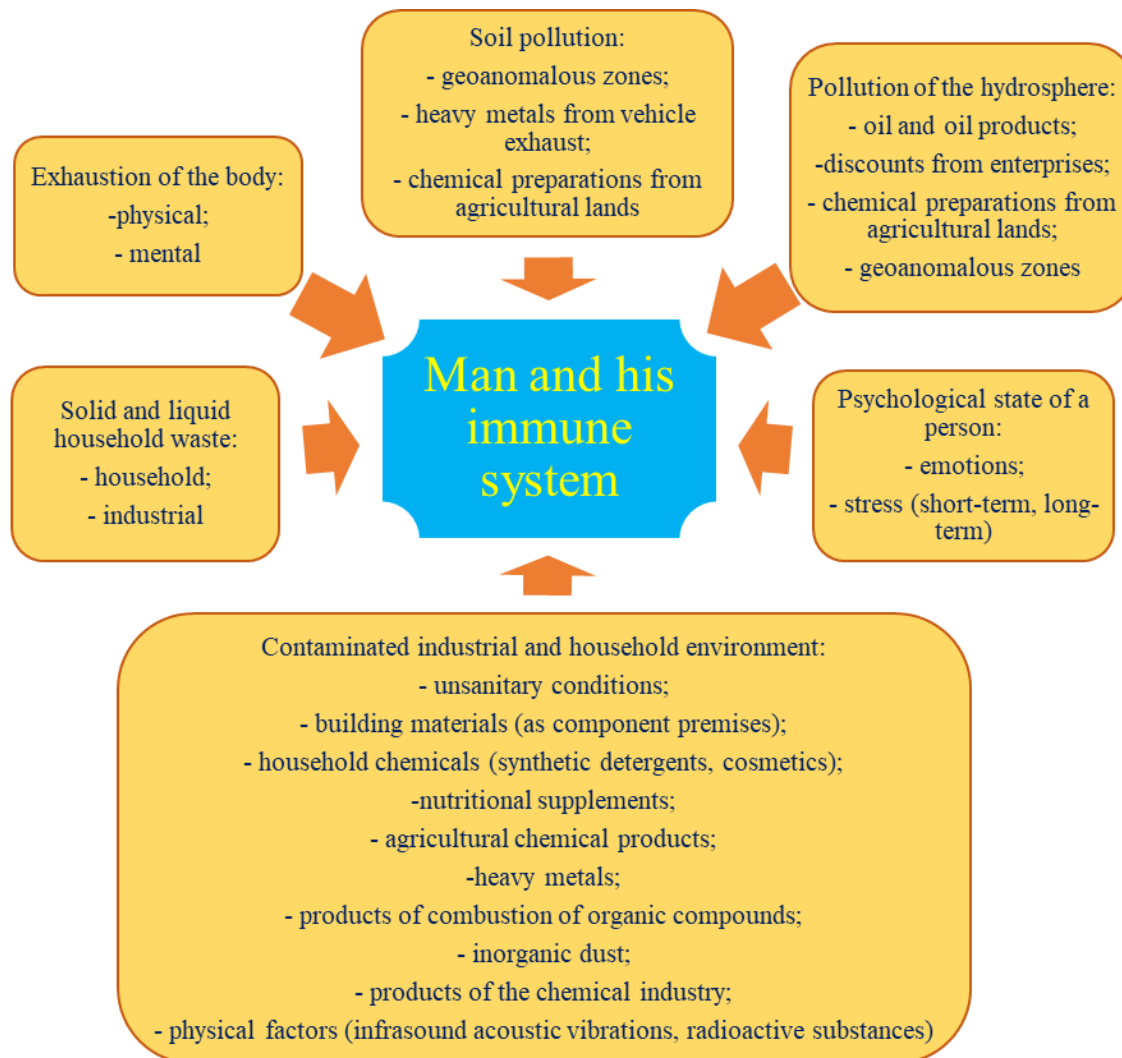 Soil pollution:
- geoanomalous zones;
- heavy metals from vehicle
exhaust;
- chemical preparations from
agricultural lands
Pollution of the hydrosphere:
- oil and oil products;
-discounts from enterprises;
- chemical preparations from
agricultural lands;
- geoanomalous zones
Exhaustion of the body:
-physical;
- mental
Man and his
immune
system
Solid and liquid
household waste:
- household;
- industrial
Psychological state of a
person:
- emotions;
- stress (short-term, long-
term)
Contaminated industrial and household environment:
- unsanitary conditions;
- building materials (as component premises);
- household chemicals (synthetic detergents, cosmetics);
-nutritional supplements;
- agricultural chemical products;
-heavy metals;
- products of combustion of organic compounds;
- inorganic dust;
- products of the chemical industry;
- physical factors (infrasound acoustic vibrations, radioactive substances)